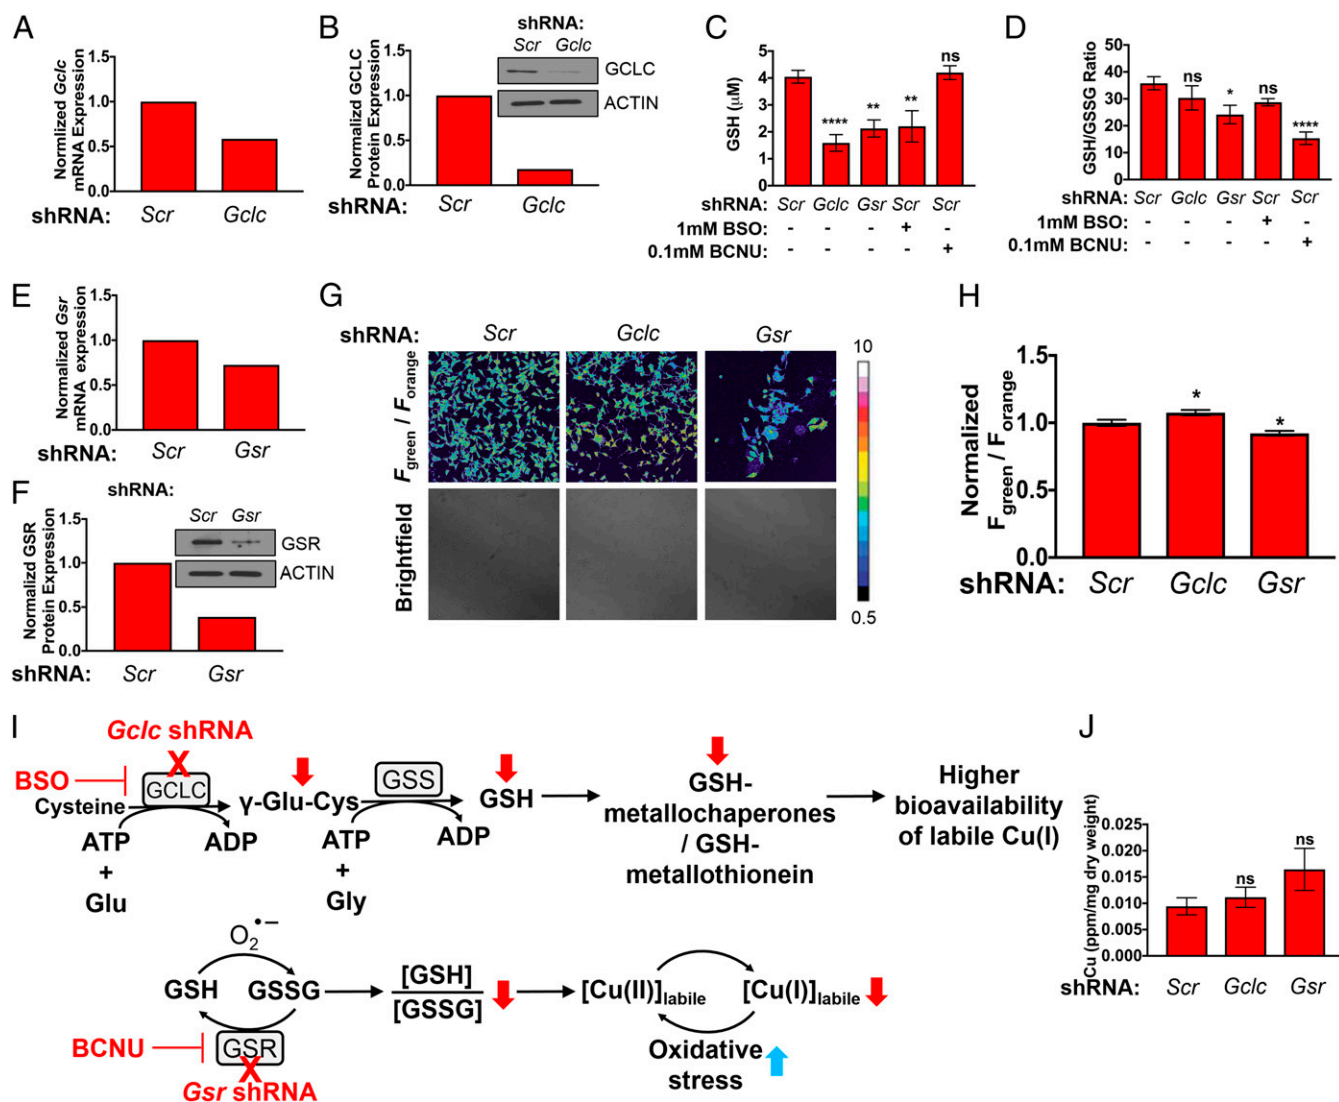 A
Normalized Gclc
mRNA Expression
1.5
1.0
0.5
0.0
shRNA: Scr Gclc
B
Normalizd GCLC
Protein Expression
1.5
1.0
0.5
0.0
shRNA:
Scr Gclc
GCLC
ACTIN
shRNA: Scr Gclc
C
GSH (μM)
5
4
3
2
1
0
**** ** ** ns
shRNA: Scr Gclc Gsr Scr Scr
1mM BSO: - - - + -
0.1mM BCNU: - - - - +
D
GSH/GSSG Ratio
50
40
30
20
10
0
ns * ns ****
shRNA: Scr Gclc Gsr Scr Scr
1mM BSO: - - - + -
0.1mM BCNU: - - - - +
E
Normalized Gsr
mRNA expression
1.5
1.0
0.5
0.0
shRNA: Scr Gsr
F
Normalizd GSR
Protein Expression
1.5
1.0
0.5
0.0
shRNA:
Scr Gsr
GSR
ACTIN
shRNA: Scr Gsr
G
shRNA: Scr Gclc Gsr
Fgreen / Forange
Brightfield
10
0.5
H
Normalized
Fgreen / Forange
1.5
1.0
0.5
0.0
* *
shRNA: Scr Gclc Gsr
I
Gclc shRNA
X
BSO
GCLC
GSS
Cysteine
γ-Glu-Cys
GSH
ATP
+
Glu
ADP
ATP
+
Gly
ADP
GSH-
metallochaperones
/ GSH-
metallothionein
Higher
bioavailability
of labile Cu(I)
O2•−
GSH GSSG
[GSH]
[GSSG]
[Cu(II)]labile
[Cu(I)]labile
BCNU
GSR
X
Gsr shRNA
Oxidative
stress
J
Cu (ppm/mg dry weight)
0.025
0.020
0.015
0.010
0.005
0.000
ns ns
shRNA: Scr Gclc Gsr